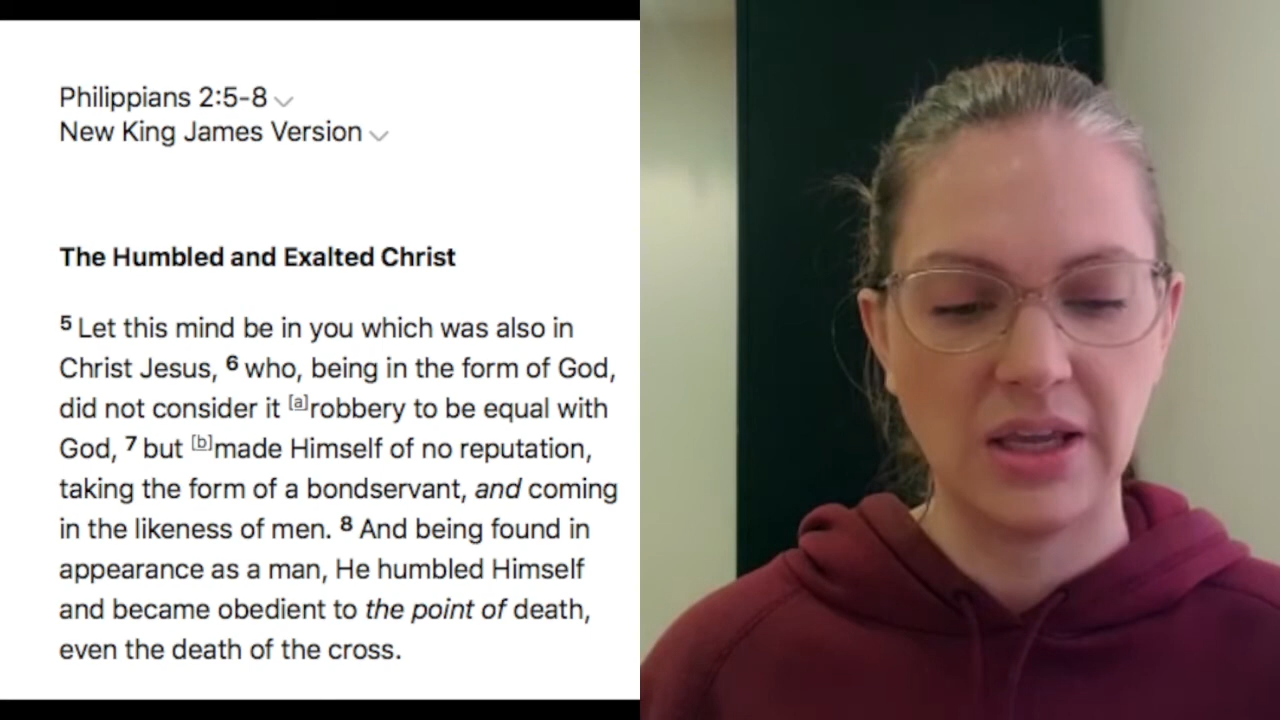 Philippians 2:5-8
New King James Version
The Humbled and Exalted Christ
5 Let this mind be in you which was also in
Christ Jesus, 6 who, being in the form of God,
did not consider it [a]robbery to be equal with
God, 7 but [b]made Himself of no reputation,
taking the form of a bondservant, and coming
in the likeness of men. 8 And being found in
appearance as a man, He humbled Himself
and became obedient to the point of death,
even the death of the cross.